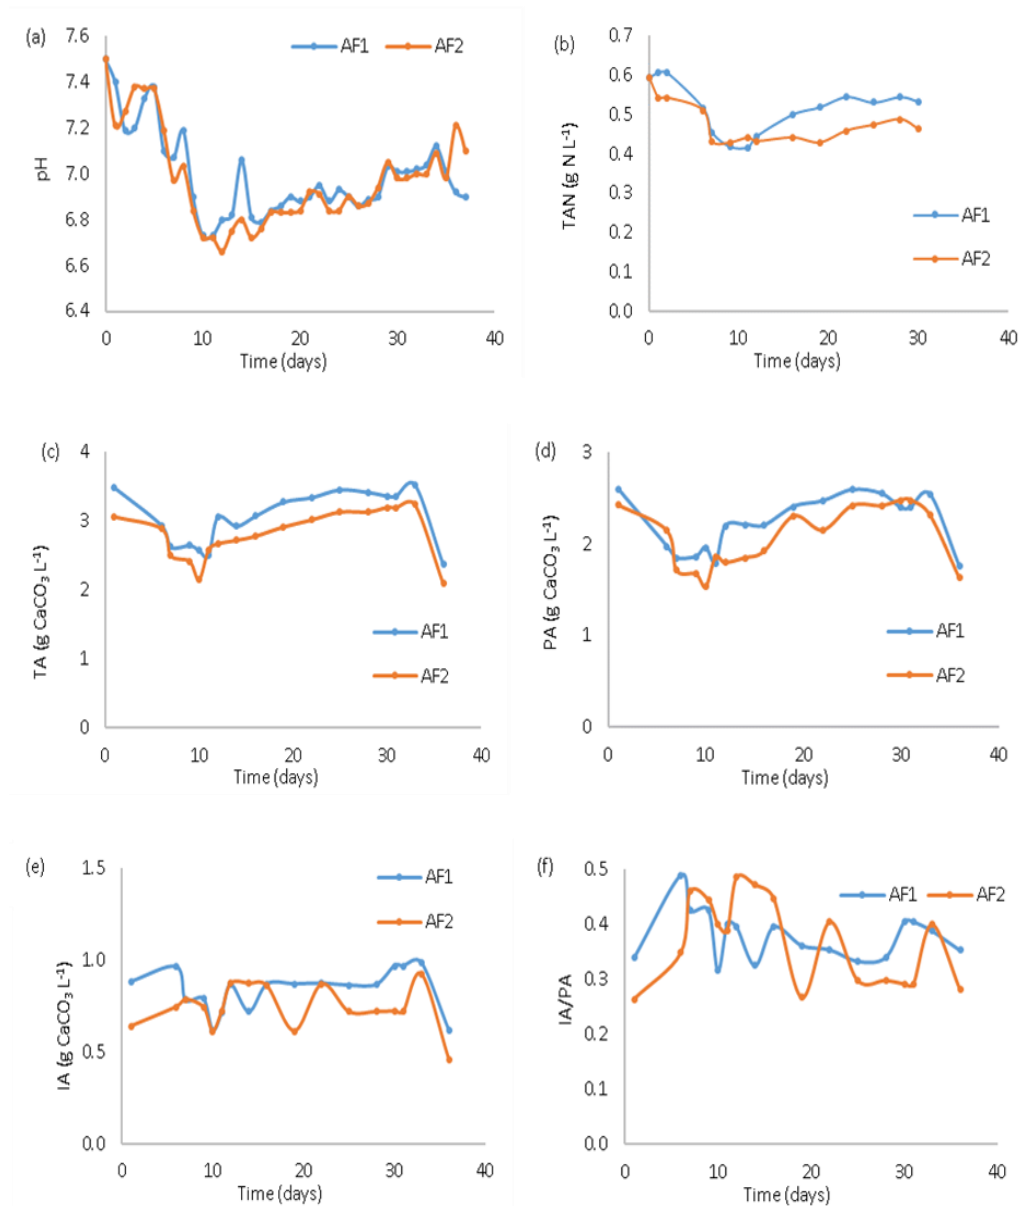 (a)
7.6
7.4
7.2
7.0
6.8
6.6
6.4
pH
AF1 AF2
0 10 20 30 40
Time (days)
(b)
0.7
0.6
0.5
0.4
0.3
0.2
0.1
0.0
TAN (g N L⁻¹)
AF1
AF2
0 10 20 30 40
Time (days)
(c)
4
3
2
1
0
TA (g CaCO₃ L⁻¹)
AF1
AF2
0 10 20 30 40
Time (days)
(d)
3
2
1
0
PA (g CaCO₃ L⁻¹)
AF1
AF2
0 10 20 30 40
Time (days)
(e)
1.5
1.0
0.5
0.0
IA (g CaCO₃ L⁻¹)
AF1
AF2
0 10 20 30 40
Time (days)
(f)
0.5
0.4
0.3
0.2
0.1
0.0
IA/PA
AF1 AF2
0 10 20 30 40
Time (days)